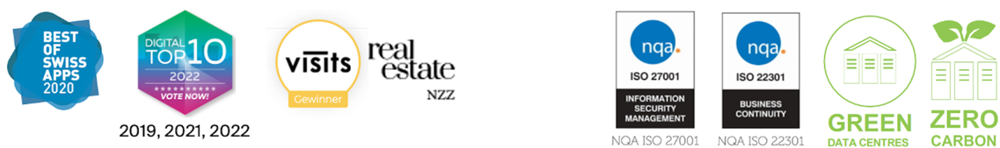 BEST
OF
SWISS
APPS
2020
DIGITAL
TOP10
2022
VOTE NOW!
2019, 2021, 2022
visits
Gewinner
real
estate
NZZ
nqa.
ISO 27001
INFORMATION
SECURITY
MANAGEMENT
NQA ISO 27001
nqa.
ISO 22301
BUSINESS
CONTINUITY
NQA ISO 22301
GREEN
DATA CENTRES
ZERO
CARBON